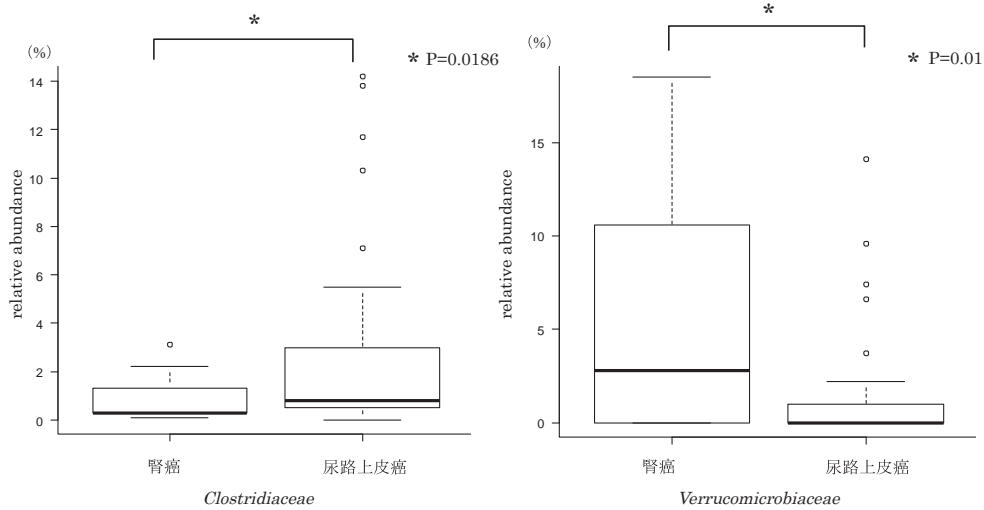 *
(%)
* P=0.0186
14
12
10
8
6
4
2
0
relative abundance
腎癌
尿路上皮癌
Clostridiaceae
*
(%)
* P=0.01
15
10
5
0
relative abundance
腎癌
尿路上皮癌
Verrucomicrobiaceae